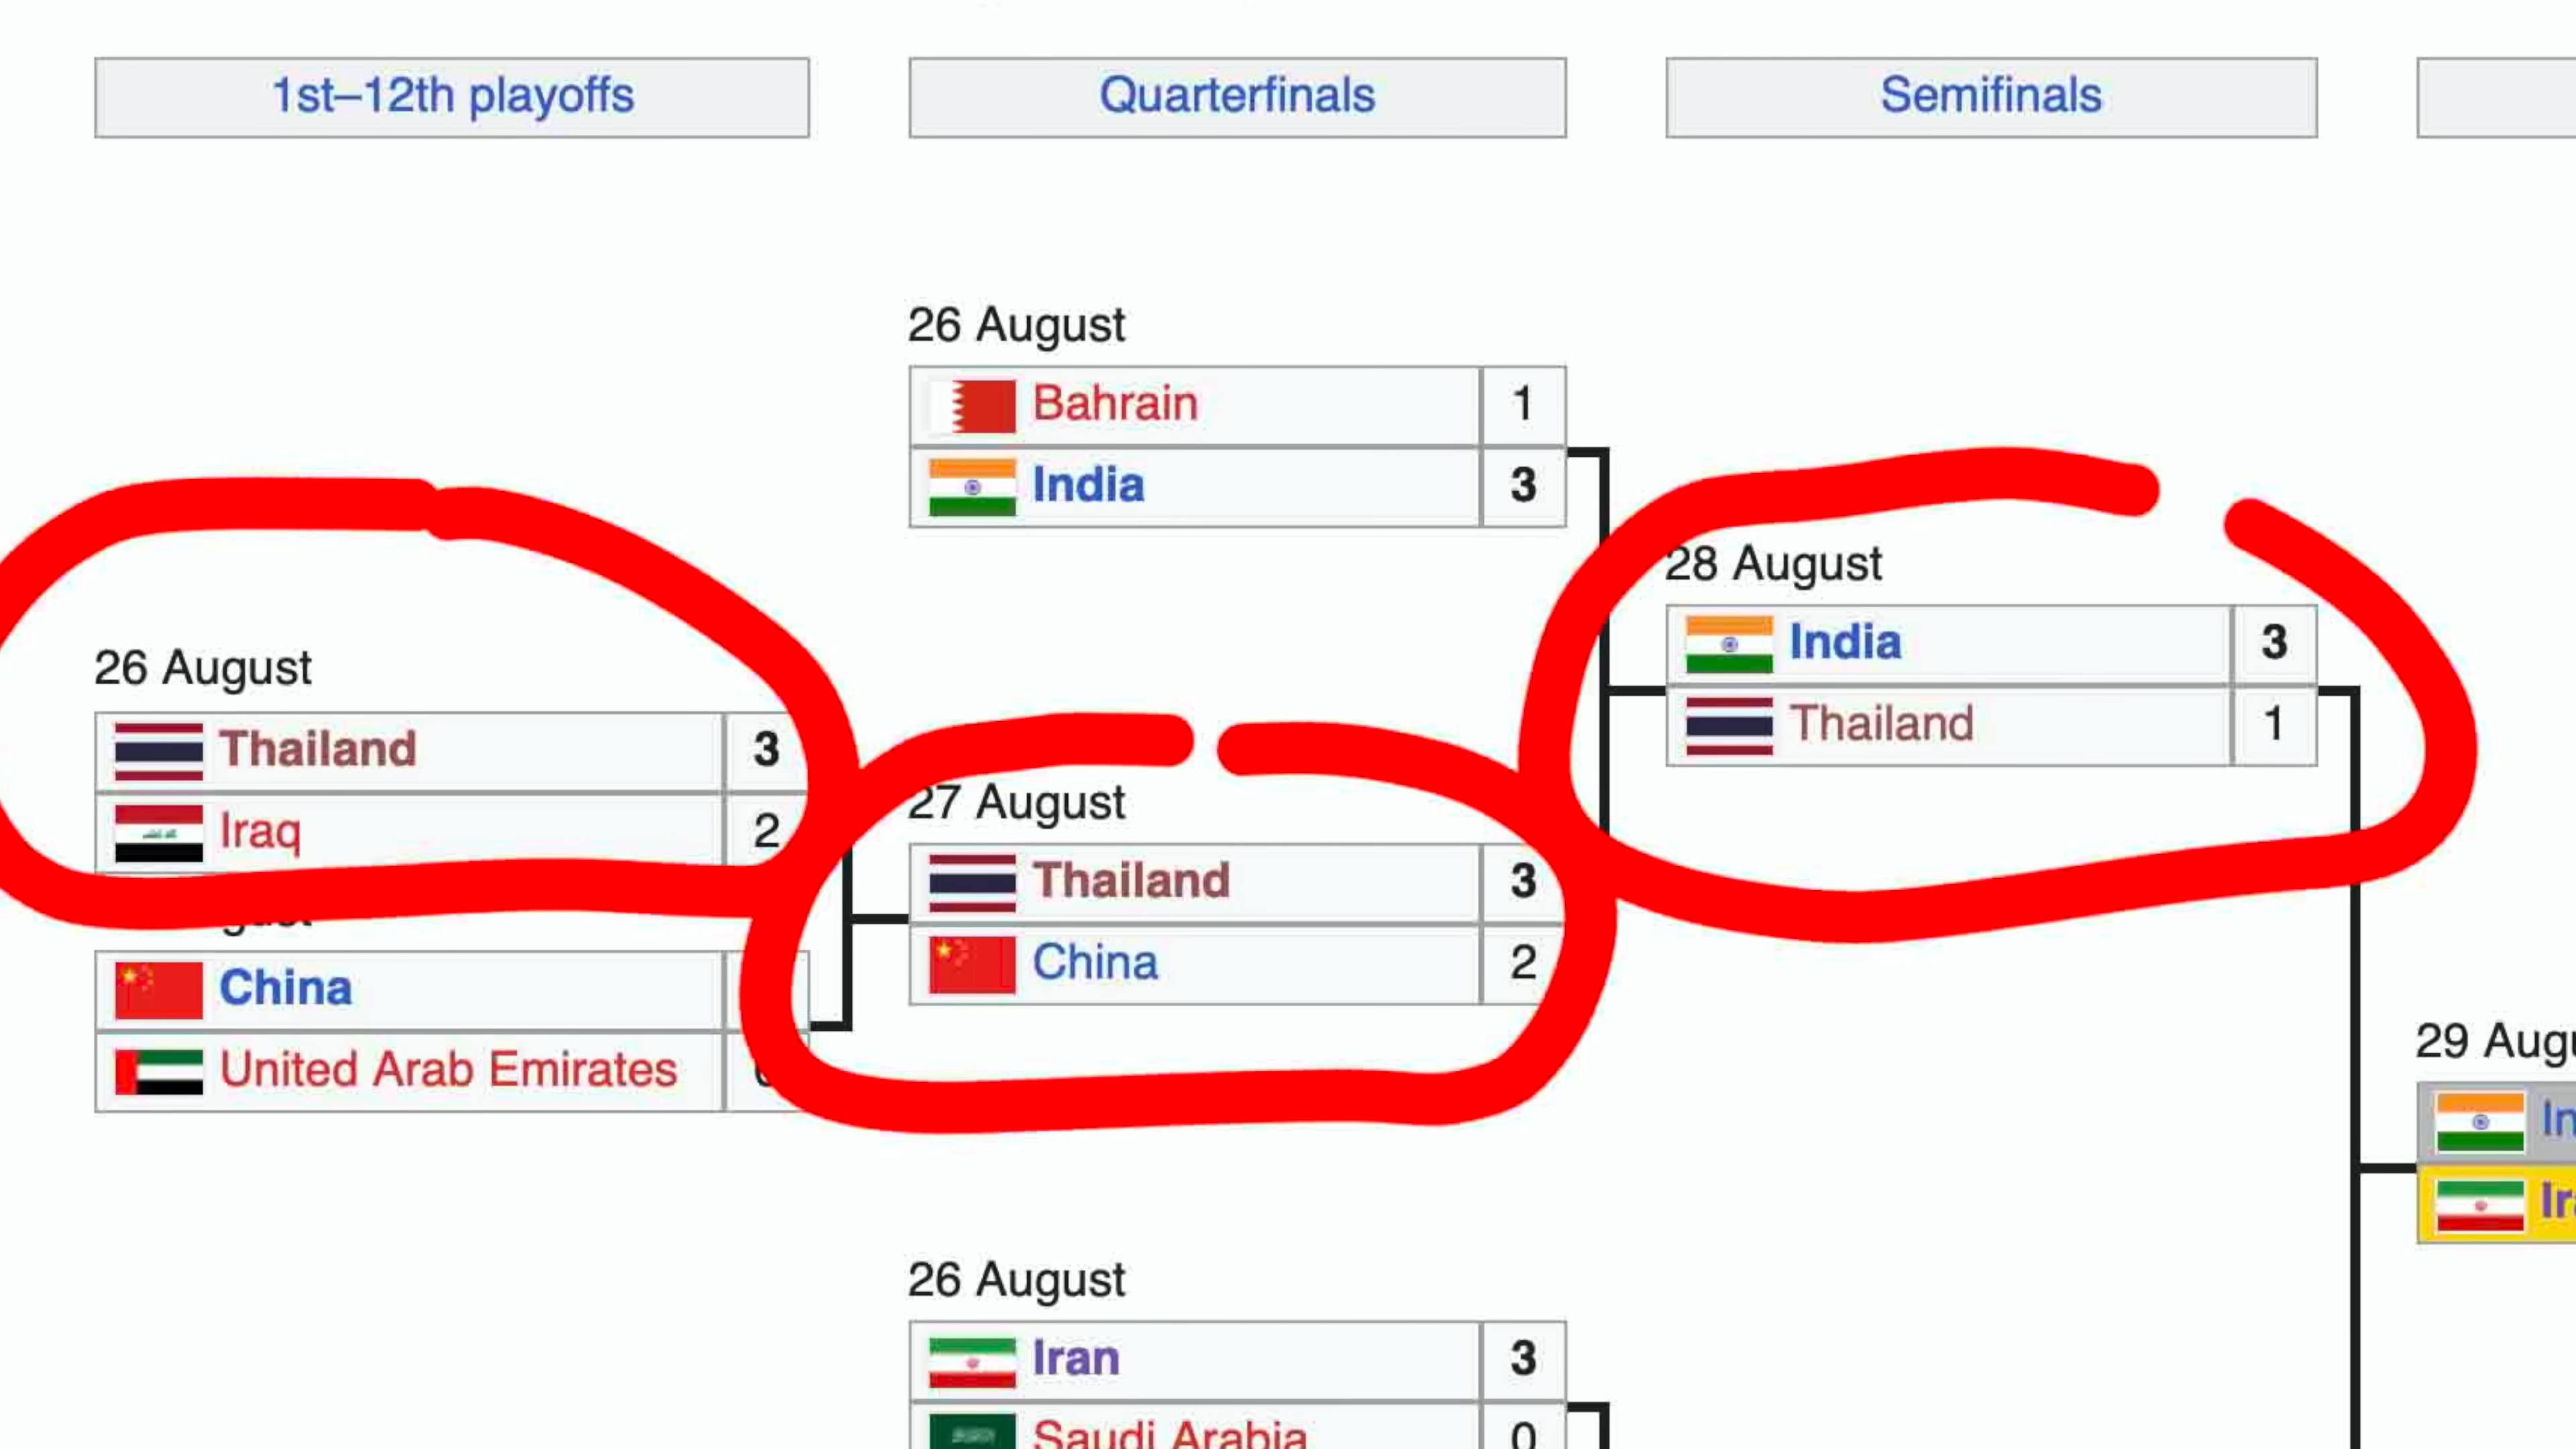 1st–12th playoffs
Quarterfinals
Semifinals
26 August
Bahrain 1
India 3
28 August
India 3
Thailand 1
26 August
Thailand 3
Iraq 2
27 August
Thailand 3
China 2
China
United Arab Emirates
29
26 August
Iran 3
Saudi Arabia 0